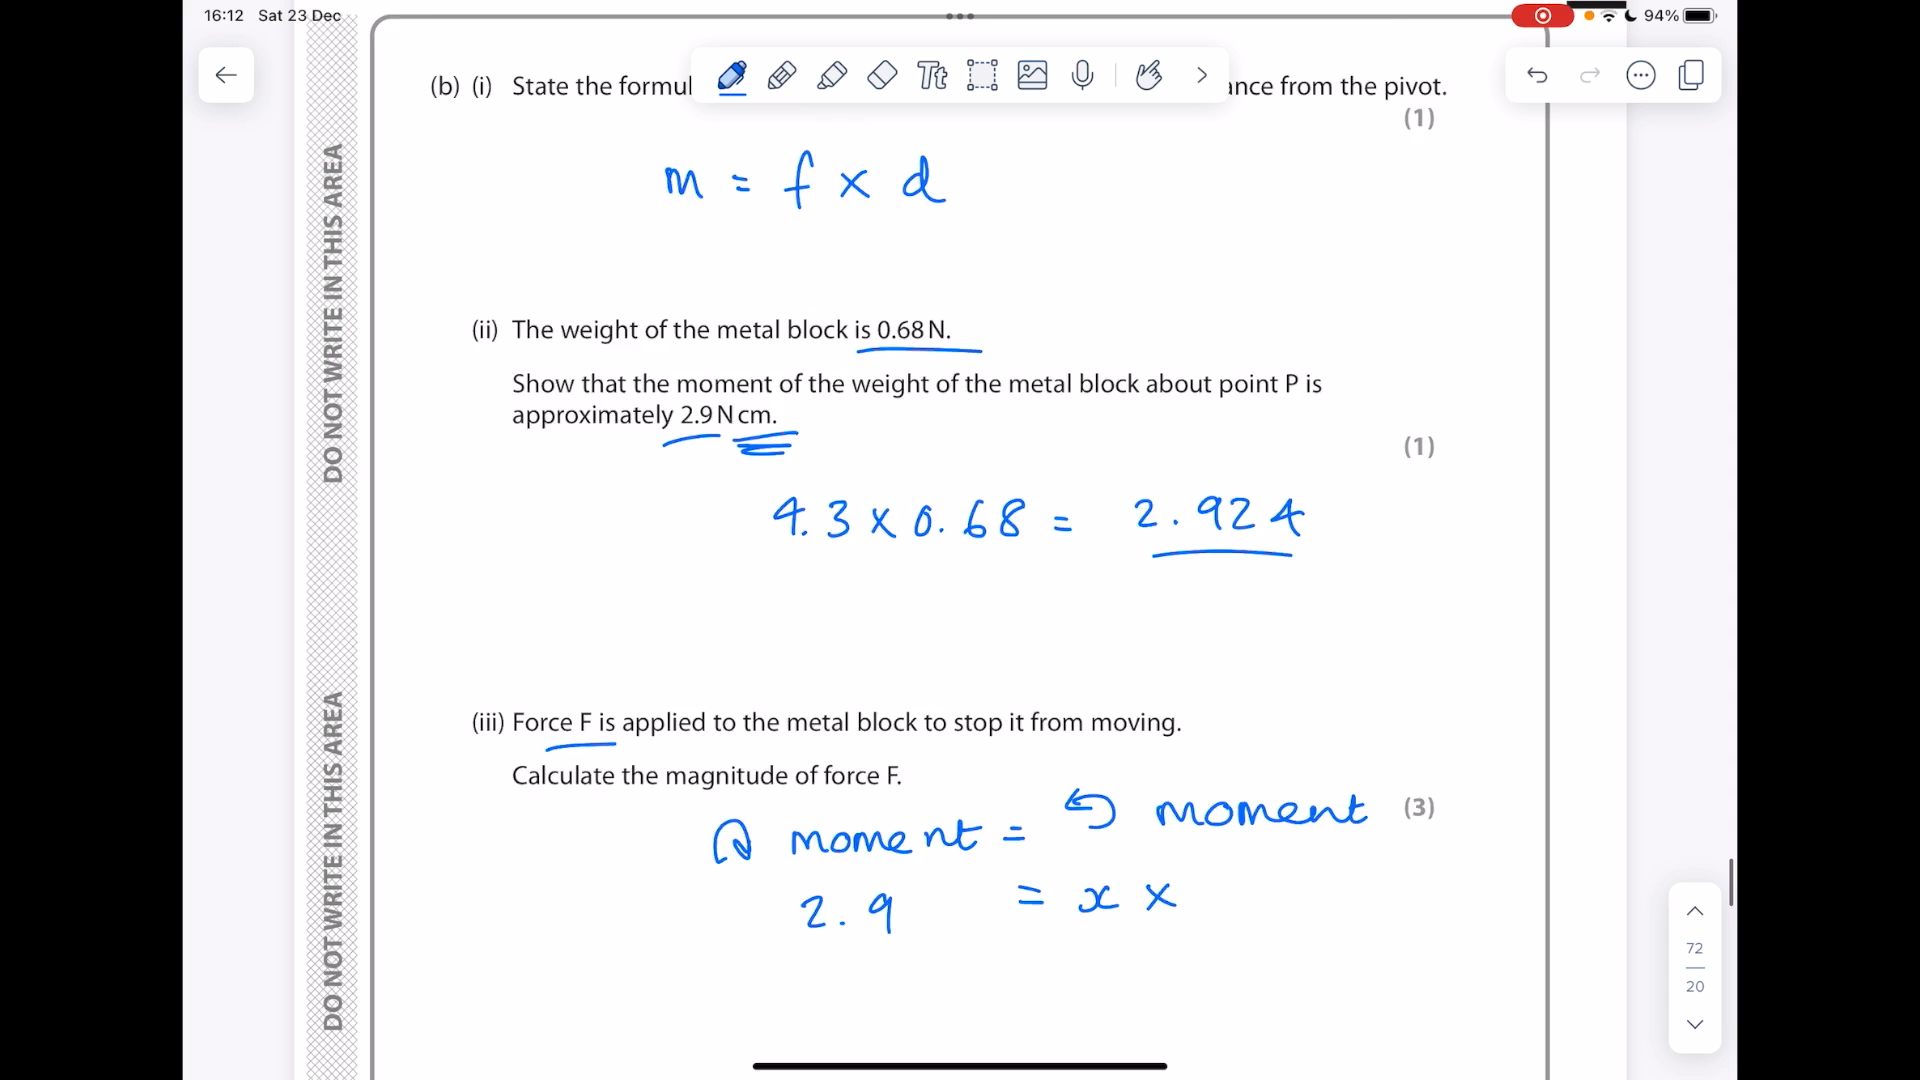 16:12 Sat 23 Dec
94%
(b) (i) State the formul
ance from the pivot.
(1)
m = f x d
(ii) The weight of the metal block is 0.68 N.
Show that the moment of the weight of the metal block about point P is
approximately 2.9 N cm.
(1)
4.3 x 0.68 = 2.924
(iii) Force F is applied to the metal block to stop it from moving.
Calculate the magnitude of force F.
(3)
moment = moment
2.9 = x x
DO NOT WRITE IN THIS AREA
DO NOT WRITE IN THIS AREA
Tt
72
20